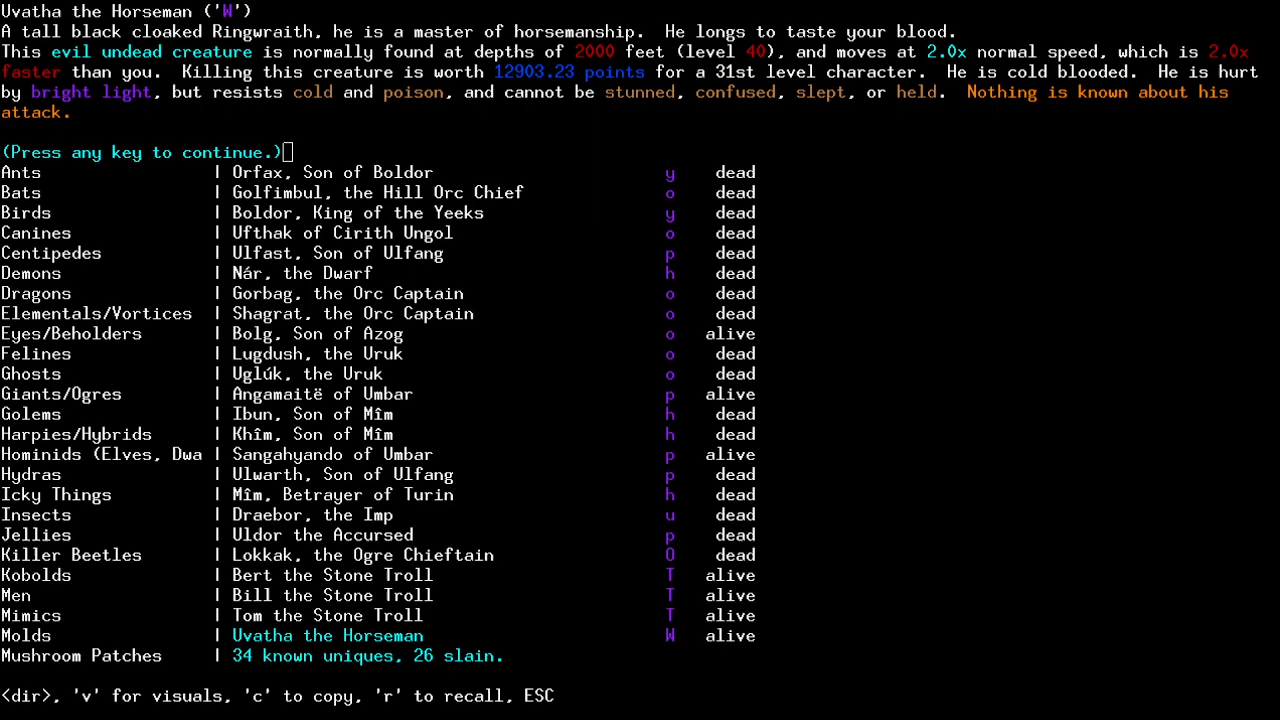 Uvatha the Horseman ('W')
A tall black cloaked Ringwraith, he is a master of horsemanship.  He longs to taste your blood.
This evil undead creature is normally found at depths of 2000 feet (level 40), and moves at 2.0x normal speed, which is 2.0x
faster than you.  Killing this creature is worth 12903.23 points for a 31st level character.  He is cold blooded.  He is hurt
by bright light, but resists cold and poison, and cannot be stunned, confused, slept, or held.  Nothing is known about his
attack.
(Press any key to continue.)
Ants | Orfax, Son of Boldor y dead
Bats | Golfimbul, the Hill Orc Chief o dead
Birds | Boldor, King of the Yeeks y dead
Canines | Ufthak of Cirith Ungol o dead
Centipedes | Ulfast, Son of Ulfang p dead
Demons | Nár, the Dwarf h dead
Dragons | Gorbag, the Orc Captain o dead
Elementals/Vortices | Shagrat, the Orc Captain o dead
Eyes/Beholders | Bolg, Son of Azog o alive
Felines | Lugdush, the Uruk o dead
Ghosts | Uglúk, the Uruk o dead
Giants/Ogres | Angamaitë of Umbar p alive
Golems | Ibun, Son of Mîm h dead
Harpies/Hybrids | Khîm, Son of Mîm h dead
Hominids (Elves, Dwa | Sangahyando of Umbar p alive
Hydras | Ulwarth, Son of Ulfang p dead
Icky Things | Mîm, Betrayer of Turin h dead
Insects | Draebor, the Imp u dead
Jellies | Uldor the Accursed p dead
Killer Beetles | Lokkak, the Ogre Chieftain O dead
Kobolds | Bert the Stone Troll T alive
Men | Bill the Stone Troll T alive
Mimics | Tom the Stone Troll T alive
Molds | Uvatha the Horseman W alive
Mushroom Patches | 34 known uniques, 26 slain.
<dir>, 'v' for visuals, 'c' to copy, 'r' to recall, ESC